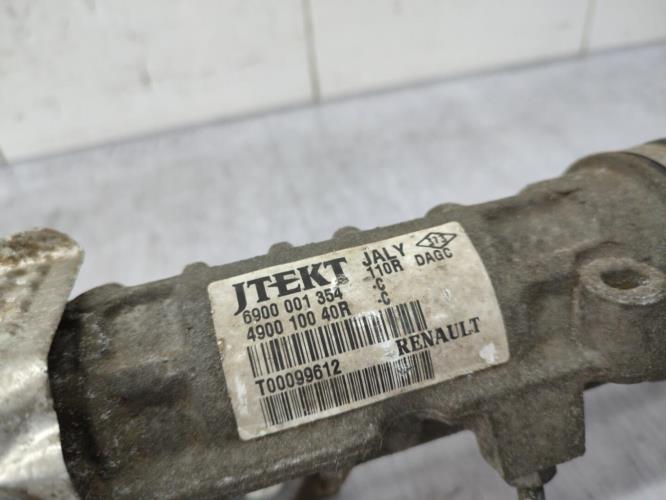 JTEKT JALY
110R DAGC
6900 001 354 -C
4900 100 40R -C
RENAULT
T00099612